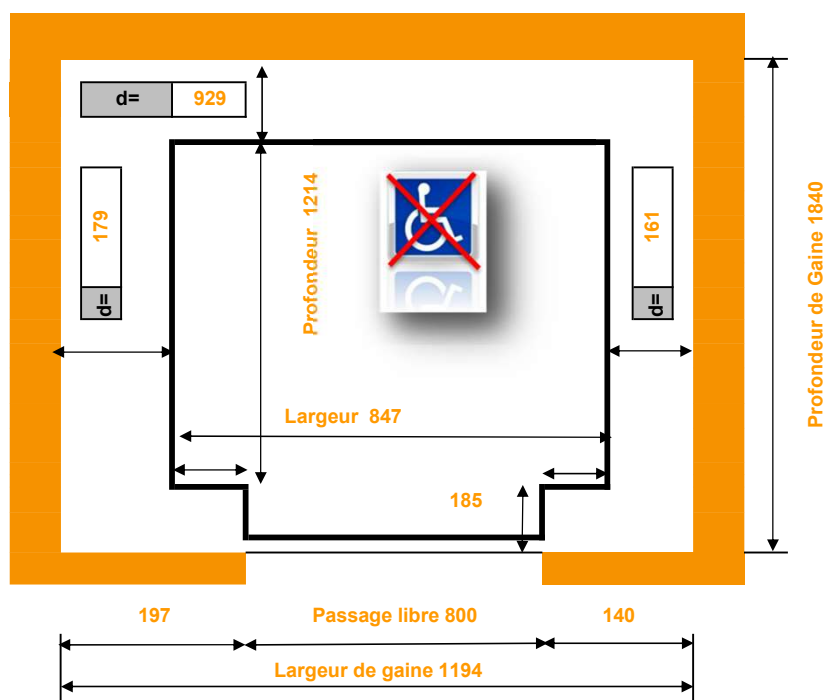 d= 929
Profondeur 1214
179
d=
161
d=
Profondeur de Gaine 1840
Largeur 847
185
197
Passage libre 800
140
Largeur de gaine 1194